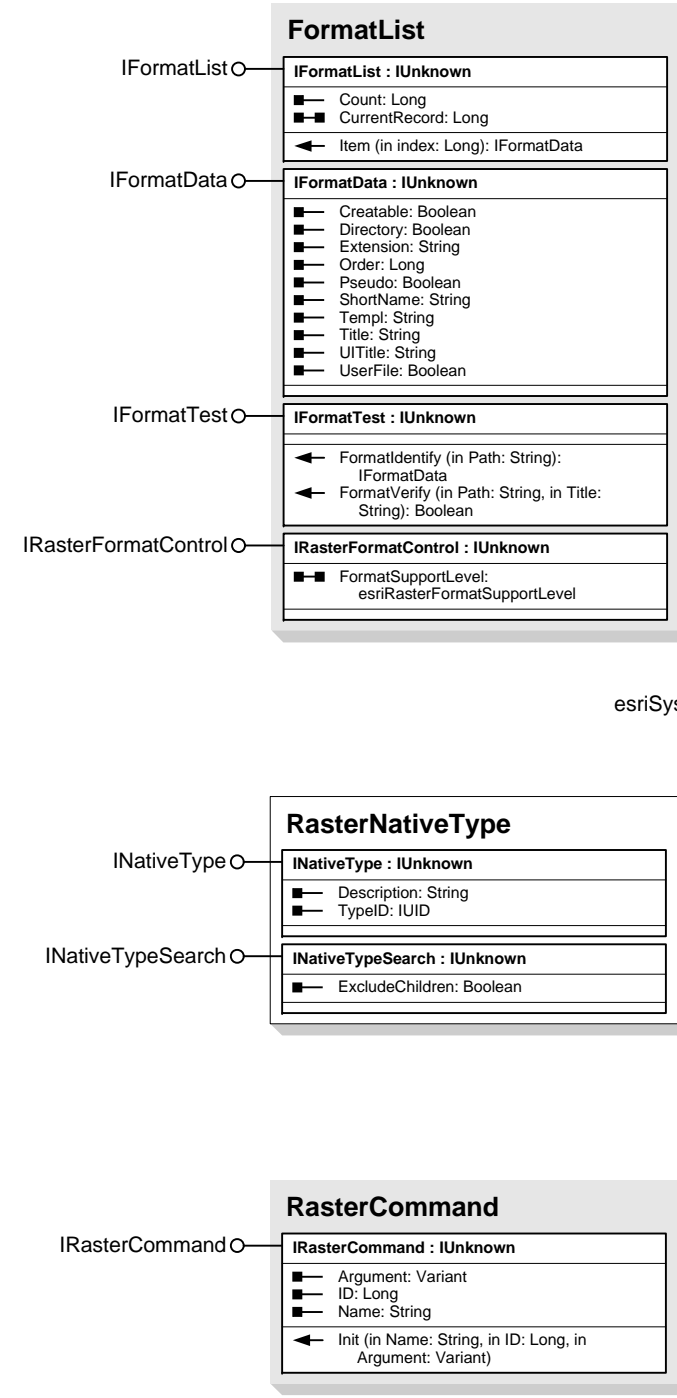 FormatList
IFormatList
IFormatList : IUnknown
Count: Long
CurrentRecord: Long
Item (in index: Long): IFormatData
IFormatData
IFormatData : IUnknown
Creatable: Boolean
Directory: Boolean
Extension: String
Order: Long
Pseudo: Boolean
ShortName: String
Templ: String
Title: String
UITitle: String
UserFile: Boolean
IFormatTest
IFormatTest : IUnknown
FormatIdentify (in Path: String):
IFormatData
FormatVerify (in Path: String, in Title:
String): Boolean
IRasterFormatControl
IRasterFormatControl : IUnknown
FormatSupportLevel:
esriRasterFormatSupportLevel
esriSys
RasterNativeType
INativeType
INativeType : IUnknown
Description: String
TypeID: IUID
INativeTypeSearch
INativeTypeSearch : IUnknown
ExcludeChildren: Boolean
RasterCommand
IRasterCommand
IRasterCommand : IUnknown
Argument: Variant
ID: Long
Name: String
Init (in Name: String, in ID: Long, in
Argument: Variant)